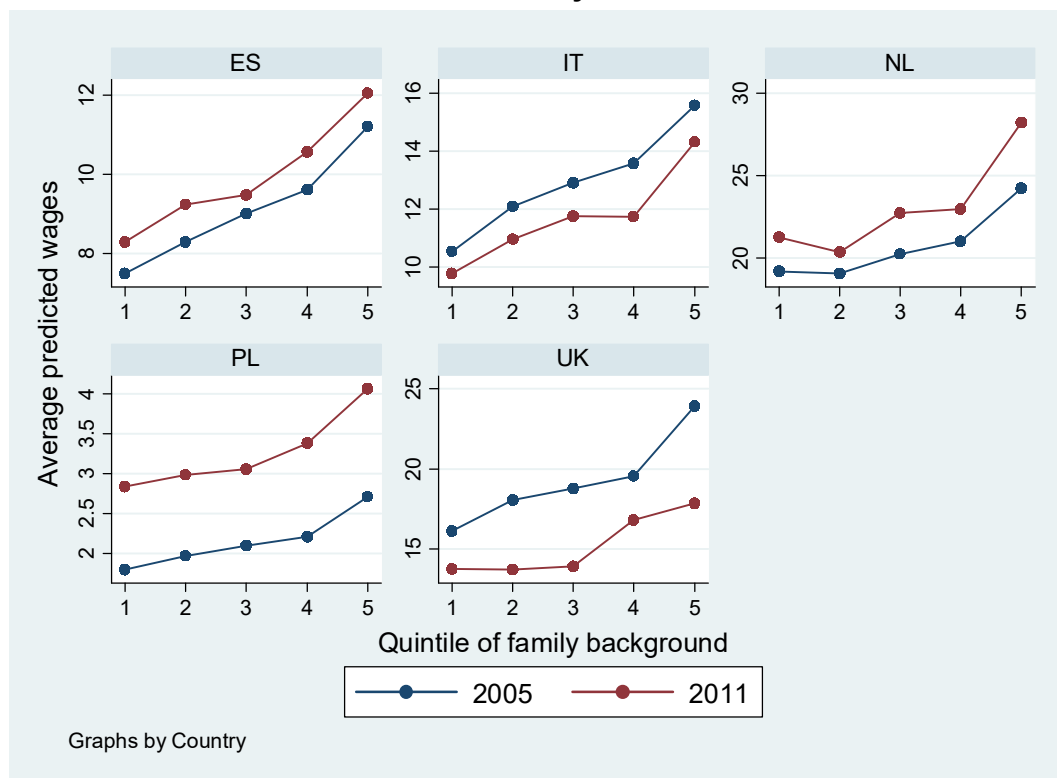 Average predicted wages
ES
12
10
8
1 2 3 4 5
IT
16
14
12
10
1 2 3 4 5
NL
30
25
20
1 2 3 4 5
PL
4
3.5
3
2.5
2
1 2 3 4 5
UK
25
20
15
1 2 3 4 5
Quintile of family background
2005 2011
Graphs by Country